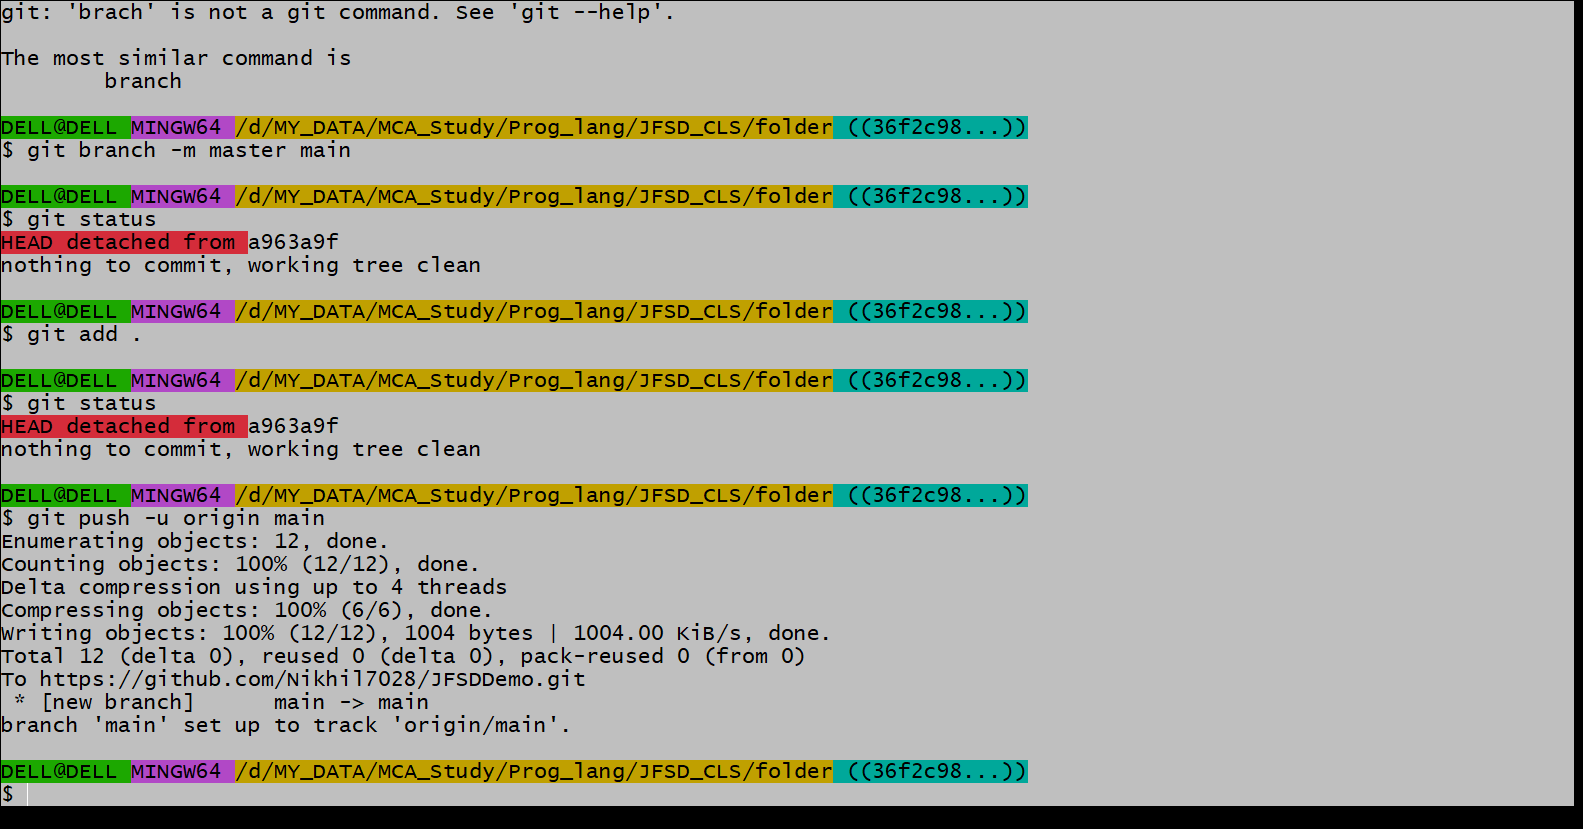 git: 'brach' is not a git command. See 'git --help'.
The most similar command is
branch
DELL@DELL MINGW64 /d/MY_DATA/MCA_Study/Prog_lang/JFSD_CLS/folder ((36f2c98...))
$ git branch -m master main
DELL@DELL MINGW64 /d/MY_DATA/MCA_Study/Prog_lang/JFSD_CLS/folder ((36f2c98...))
$ git status
HEAD detached from a963a9f
nothing to commit, working tree clean
DELL@DELL MINGW64 /d/MY_DATA/MCA_Study/Prog_lang/JFSD_CLS/folder ((36f2c98...))
$ git add .
DELL@DELL MINGW64 /d/MY_DATA/MCA_Study/Prog_lang/JFSD_CLS/folder ((36f2c98...))
$ git status
HEAD detached from a963a9f
nothing to commit, working tree clean
DELL@DELL MINGW64 /d/MY_DATA/MCA_Study/Prog_lang/JFSD_CLS/folder ((36f2c98...))
$ git push -u origin main
Enumerating objects: 12, done.
Counting objects: 100% (12/12), done.
Delta compression using up to 4 threads
Compressing objects: 100% (6/6), done.
Writing objects: 100% (12/12), 1004 bytes | 1004.00 KiB/s, done.
Total 12 (delta 0), reused 0 (delta 0), pack-reused 0 (from 0)
To https://github.com/Nikhil7028/JFSDDemo.git
 * [new branch]      main -> main
branch 'main' set up to track 'origin/main'.
DELL@DELL MINGW64 /d/MY_DATA/MCA_Study/Prog_lang/JFSD_CLS/folder ((36f2c98...))
$